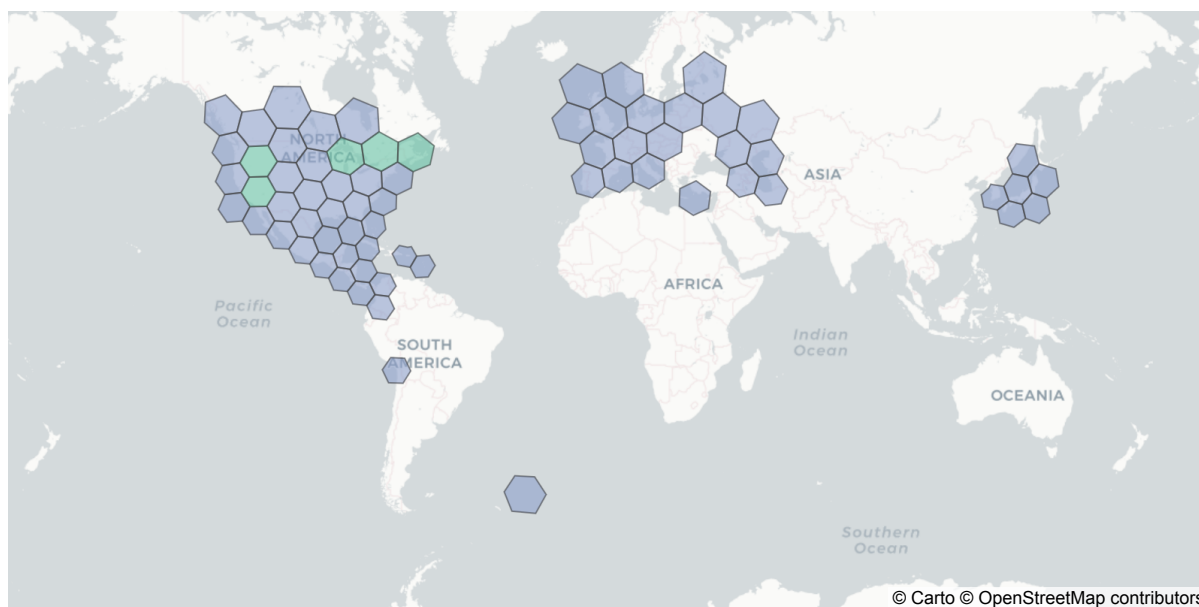 NORTH
AMERICA
ASIA
AFRICA
Pacific
Ocean
Indian
Ocean
SOUTH
AMERICA
OCEANIA
Southern
Ocean
© Carto © OpenStreetMap contributors